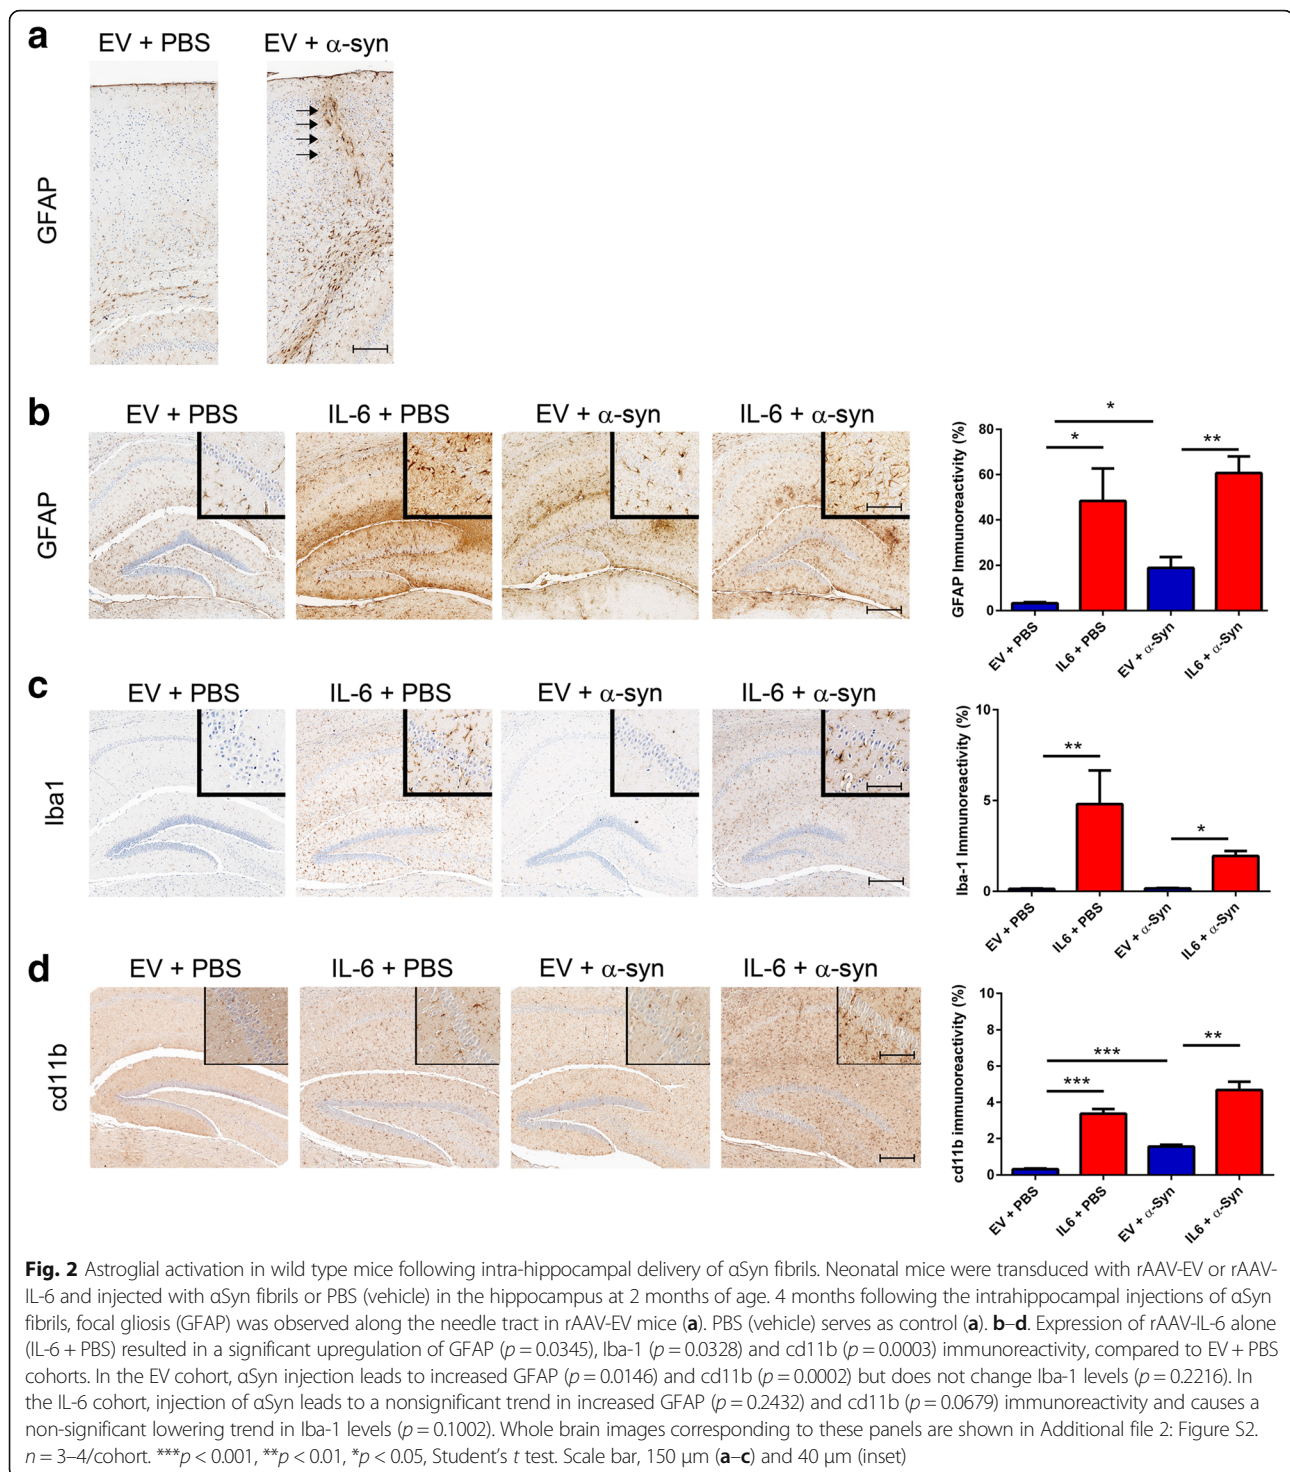 a
EV + PBS EV + α-syn
GFAP
b
EV + PBS IL-6 + PBS EV + α-syn IL-6 + α-syn
GFAP
GFAP Immunoreactivity (%)
80
60
40
20
0
* * **
EV + PBS IL6 + PBS EV + α-Syn IL6 + α-Syn
c
EV + PBS IL-6 + PBS EV + α-syn IL-6 + α-syn
Iba1
Iba-1 Immunoreactivity (%)
10
5
0
** *
EV + PBS IL6 + PBS EV + α-Syn IL6 + α-Syn
d
EV + PBS IL-6 + PBS EV + α-syn IL-6 + α-syn
cd11b
cd11b immunoreactivity (%)
10
8
6
4
2
0
*** *** **
EV + PBS IL6 + PBS EV + α-Syn IL6 + α-Syn
Fig. 2 Astroglial activation in wild type mice following intra-hippocampal delivery of αSyn fibrils. Neonatal mice were transduced with rAAV-EV or rAAV-
IL-6 and injected with αSyn fibrils or PBS (vehicle) in the hippocampus at 2 months of age. 4 months following the intrahippocampal injections of αSyn
fibrils, focal gliosis (GFAP) was observed along the needle tract in rAAV-EV mice (a). PBS (vehicle) serves as control (a). b–d. Expression of rAAV-IL-6 alone
(IL-6 + PBS) resulted in a significant upregulation of GFAP (p = 0.0345), Iba-1 (p = 0.0328) and cd11b (p = 0.0003) immunoreactivity, compared to EV + PBS
cohorts. In the EV cohort, αSyn injection leads to increased GFAP (p = 0.0146) and cd11b (p = 0.0002) but does not change Iba-1 levels (p = 0.2216). In
the IL-6 cohort, injection of αSyn leads to a nonsignificant trend in increased GFAP (p = 0.2432) and cd11b (p = 0.0679) immunoreactivity and causes a
non-significant lowering trend in Iba-1 levels (p = 0.1002). Whole brain images corresponding to these panels are shown in Additional file 2: Figure S2.
n = 3–4/cohort. ***p < 0.001, **p < 0.01, *p < 0.05, Student's t test. Scale bar, 150 μm (a–c) and 40 μm (inset)